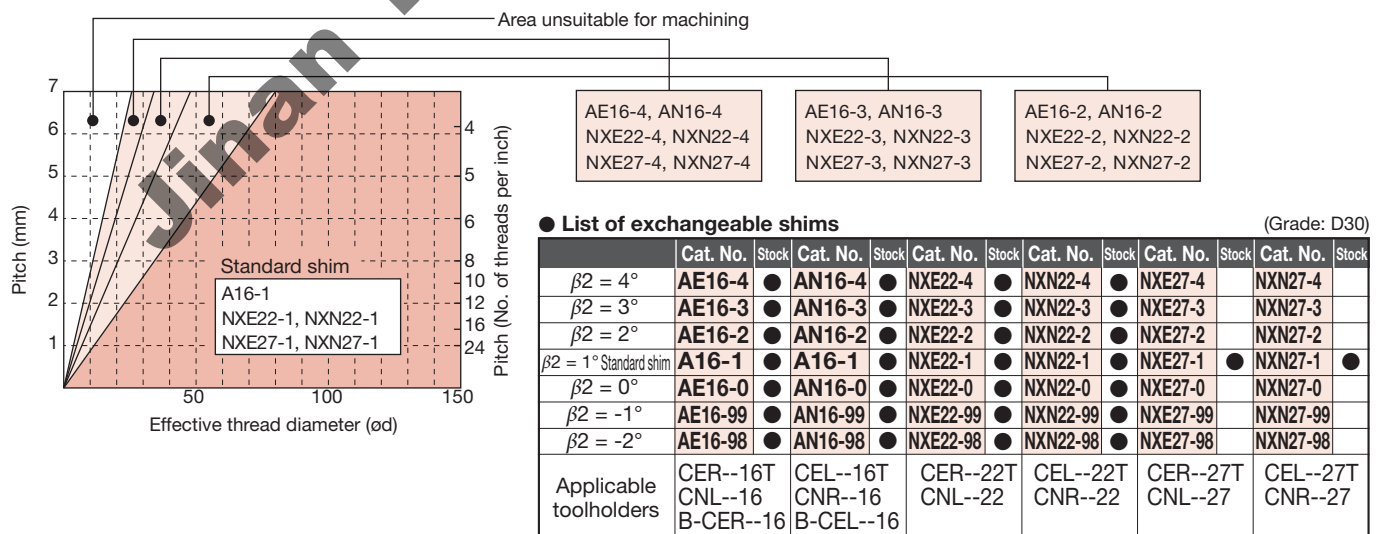 Area unsuitable for machining
Jinan
7
6
5
4
3
2
1
Pitch (mm)
4
5
6
8
10
12
16
24
Pitch (No. of threads per inch)
Standard shim
A16-1
NXE22-1, NXN22-1
NXE27-1, NXN27-1
50
100
150
Effective thread diameter (ød)
AE16-4, AN16-4
NXE22-4, NXN22-4
NXE27-4, NXN27-4
AE16-3, AN16-3
NXE22-3, NXN22-3
NXE27-3, NXN27-3
AE16-2, AN16-2
NXE22-2, NXN22-2
NXE27-2, NXN27-2
● List of exchangeable shims (Grade: D30)
Cat. No. Stock Cat. No. Stock Cat. No. Stock Cat. No. Stock Cat. No. Stock Cat. No. Stock
β2 = 4° AE16-4 ● AN16-4 ● NXE22-4 ● NXN22-4 ● NXE27-4 NXN27-4
β2 = 3° AE16-3 ● AN16-3 ● NXE22-3 ● NXN22-3 ● NXE27-3 NXN27-3
β2 = 2° AE16-2 ● AN16-2 ● NXE22-2 ● NXN22-2 ● NXE27-2 NXN27-2
β2 = 1° Standard shim A16-1 ● A16-1 ● NXE22-1 ● NXN22-1 ● NXE27-1 ● NXN27-1 ●
β2 = 0° AE16-0 ● AN16-0 ● NXE22-0 ● NXN22-0 ● NXE27-0 NXN27-0
β2 = -1° AE16-99 ● AN16-99 ● NXE22-99 ● NXN22-99 ● NXE27-99 NXN27-99
β2 = -2° AE16-98 ● AN16-98 ● NXE22-98 ● NXN22-98 ● NXE27-98 NXN27-98
Applicable toolholders
CER--16T CEL--16T CER--22T CEL--22T CER--27T CEL--27T
CNL--16 CNR--16 CNL--22 CNR--22 CNL--27 CNR--27
B-CER--16 B-CEL--16